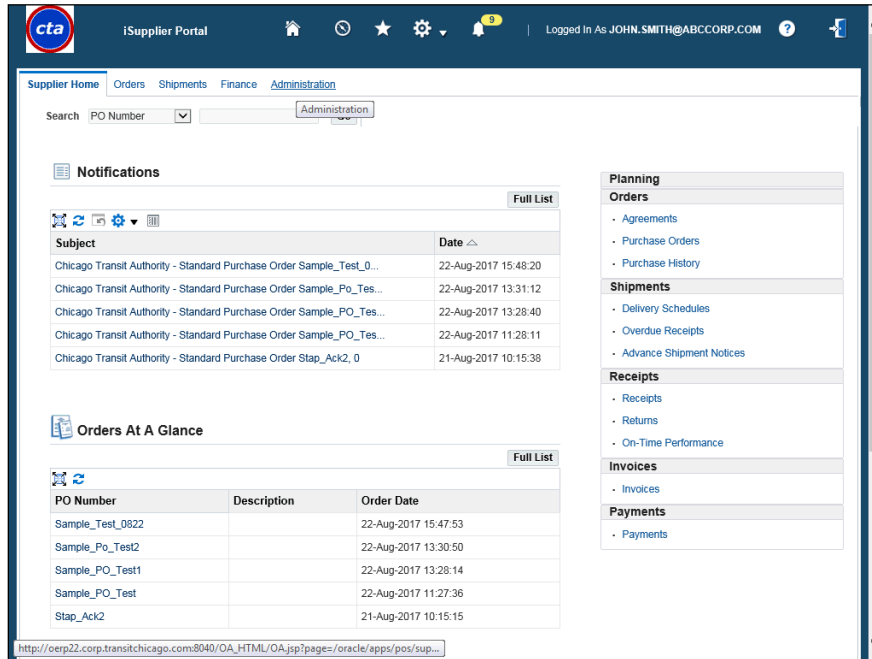 cta
iSupplier Portal
9
Logged In As JOHN.SMITH@ABCCORP.COM
?
Supplier Home Orders Shipments Finance Administration
Administration
Search PO Number
Notifications
Full List
Subject Date
Chicago Transit Authority - Standard Purchase Order Sample_Test_0... 22-Aug-2017 15:48:20
Chicago Transit Authority - Standard Purchase Order Sample_Po_Tes... 22-Aug-2017 13:31:12
Chicago Transit Authority - Standard Purchase Order Sample_PO_Tes... 22-Aug-2017 13:28:40
Chicago Transit Authority - Standard Purchase Order Sample_PO_Tes... 22-Aug-2017 11:28:11
Chicago Transit Authority - Standard Purchase Order Stap_Ack2, 0 21-Aug-2017 10:15:38
Orders At A Glance
Full List
PO Number Description Order Date
Sample_Test_0822 22-Aug-2017 15:47:53
Sample_Po_Test2 22-Aug-2017 13:30:50
Sample_PO_Test1 22-Aug-2017 13:28:14
Sample_PO_Test 22-Aug-2017 11:27:36
Stap_Ack2 21-Aug-2017 10:15:15
Planning
Orders
Agreements
Purchase Orders
Purchase History
Shipments
Delivery Schedules
Overdue Receipts
Advance Shipment Notices
Receipts
Receipts
Returns
On-Time Performance
Invoices
Invoices
Payments
Payments
http://oerp22.corp.transitchicago.com:8040/OA_HTML/OA.jsp?page=/oracle/apps/pos/sup...